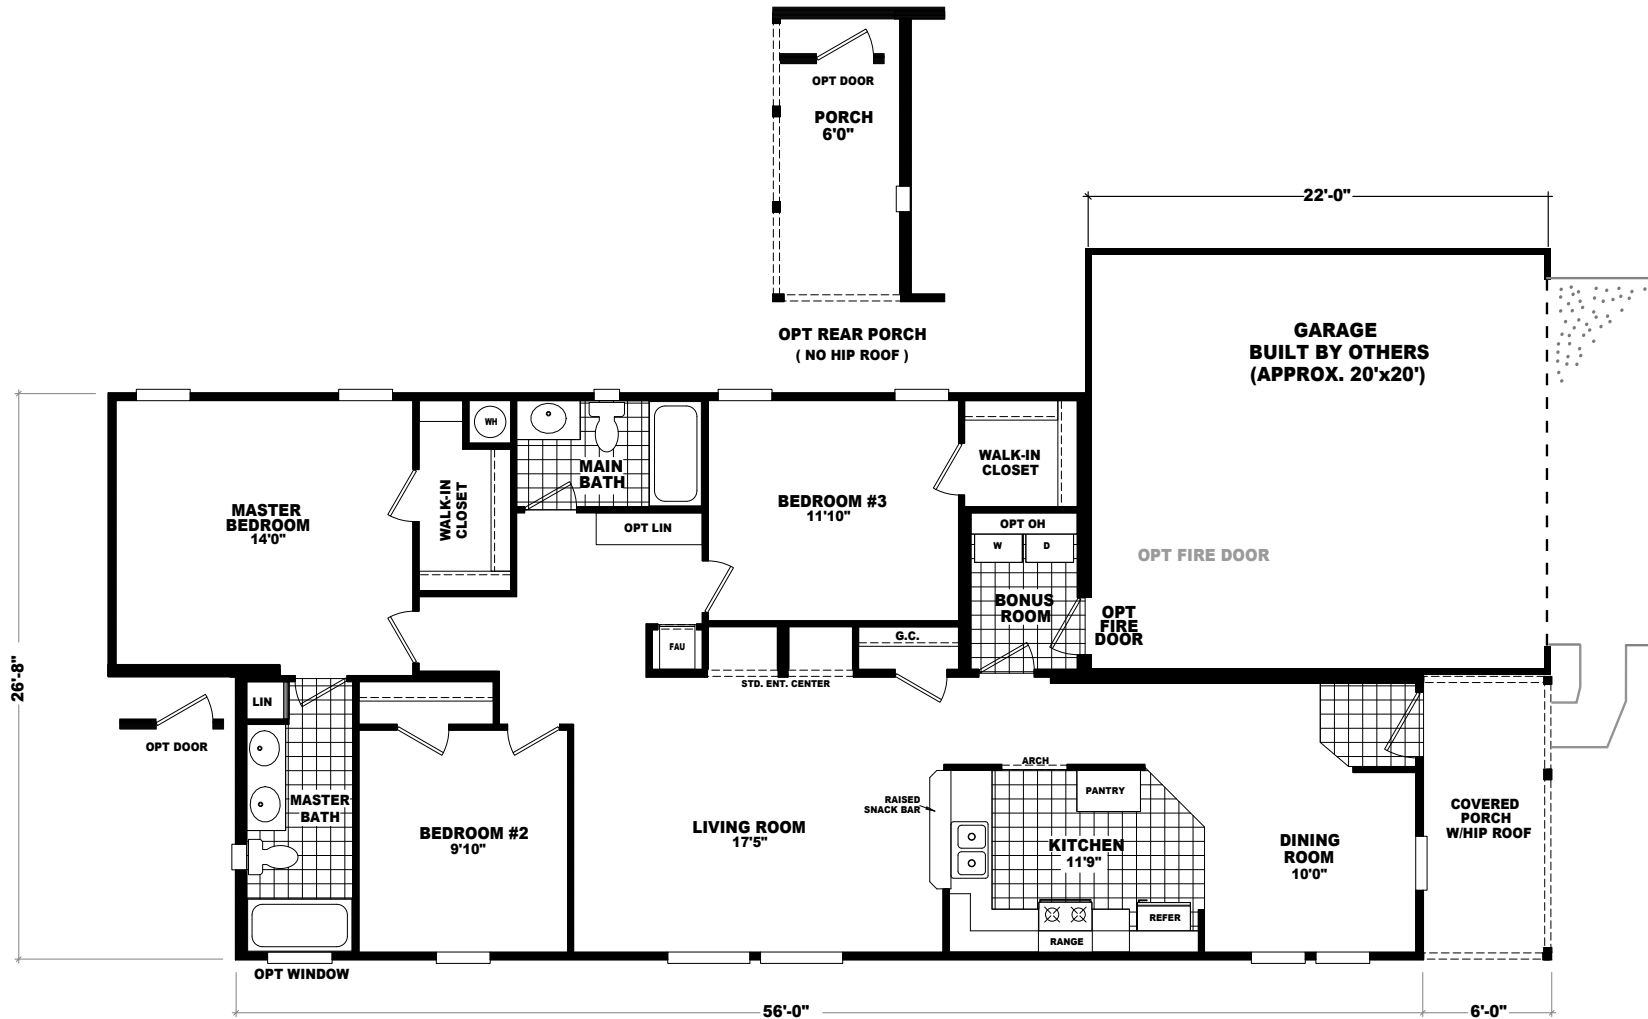 OPT DOOR
PORCH
6'0"
OPT REAR PORCH
( NO HIP ROOF )
22'-0"
GARAGE
BUILT BY OTHERS
(APPROX. 20'x20')
OPT FIRE DOOR
OPT
FIRE
DOOR
26'-8"
MASTER
BEDROOM
14'0"
WALK-IN
CLOSET
WH
MAIN
BATH
OPT LIN
BEDROOM #3
11'10"
WALK-IN
CLOSET
OPT OH
W
D
BONUS
ROOM
FAU
G.C.
STD. ENT. CENTER
OPT DOOR
LIN
MASTER
BATH
OPT WINDOW
BEDROOM #2
9'10"
LIVING ROOM
17'5"
RAISED
SNACK BAR
ARCH
PANTRY
KITCHEN
11'9"
RANGE
REFER
DINING
ROOM
10'0"
COVERED
PORCH
W/HIP ROOF
56'-0"
6'-0"